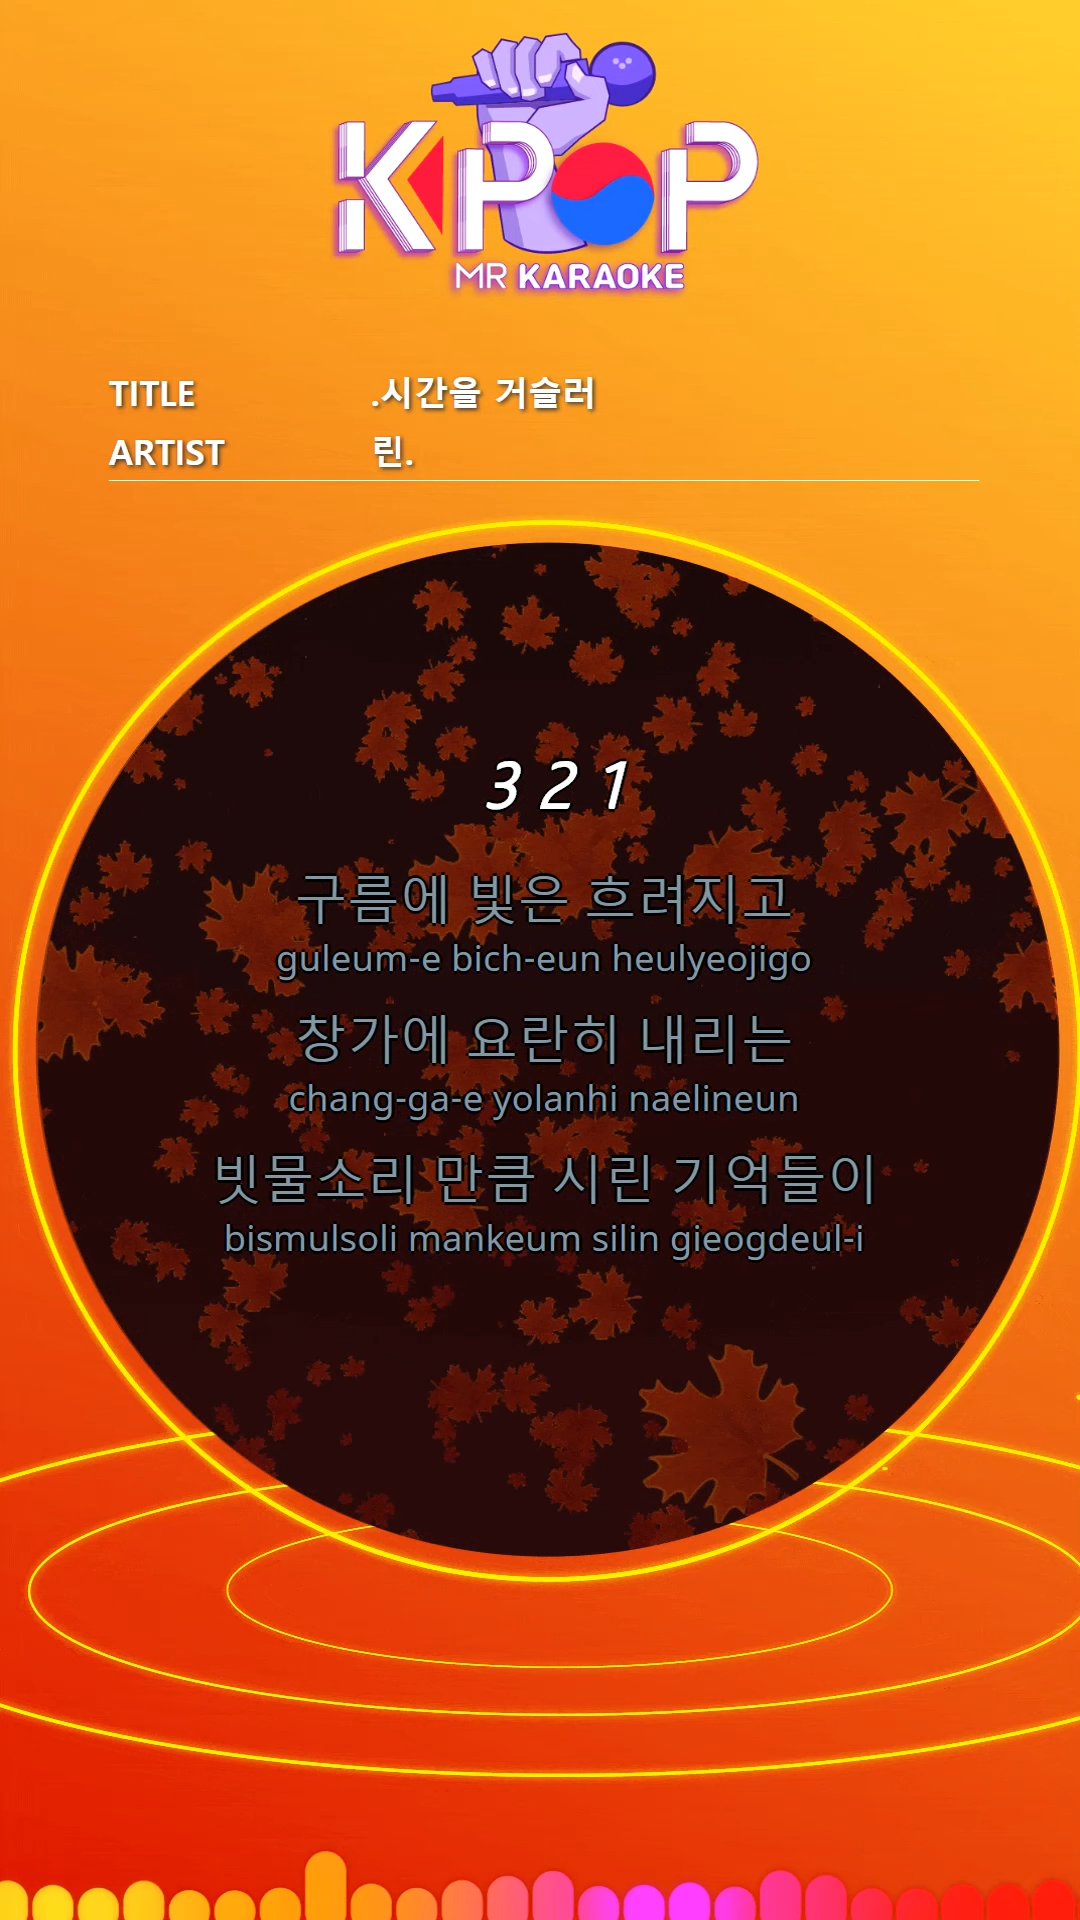 KPOP
MR KARAOKE
TITLE .시간을 거슬러
ARTIST 린.
3 2 1
구름에 빛은 흐려지고
guleum-e bich-eun heulyeojigo
창가에 요란히 내리는
chang-ga-e yolanhi naelineun
빗물소리 만큼 시린 기억들이
bismulsoli mankeum silin gieogdeul-i